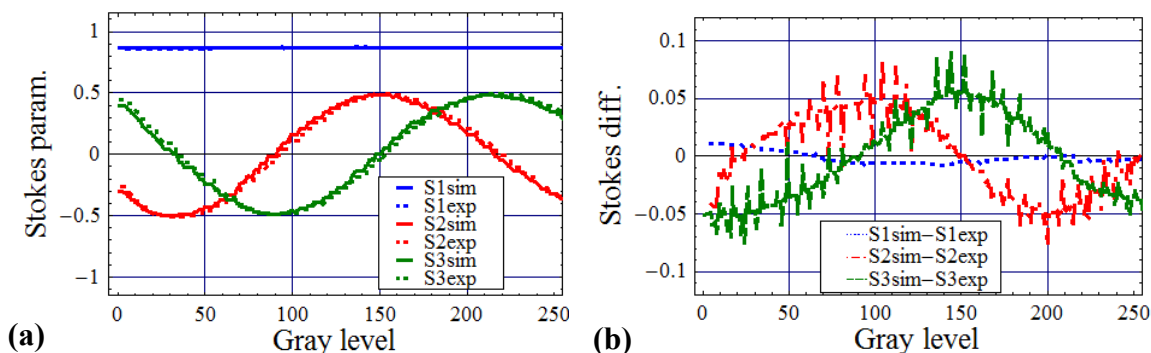 1
0.5
0
−0.5
−1
Stokes param.
S1sim
S1exp
S2sim
S2exp
S3sim
S3exp
0 50 100 150 200 250
Gray level
(a)
0.1
0.05
0
−0.05
−0.1
Stokes diff.
S1sim−S1exp
S2sim−S2exp
S3sim−S3exp
0 50 100 150 200 250
Gray level
(b)